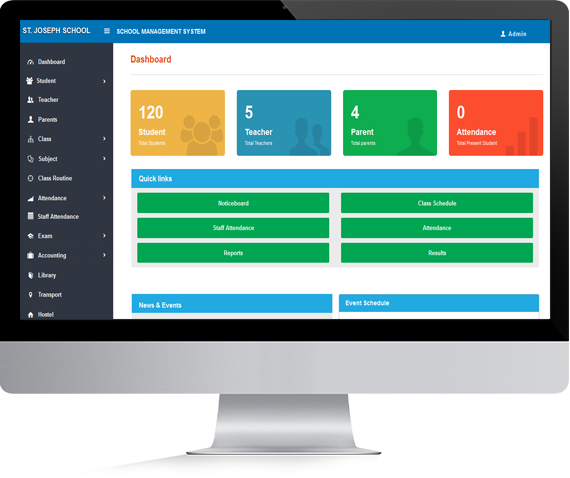 ST. JOSEPH SCHOOL
SCHOOL MANAGEMENT SYSTEM
Admin
Dashboard
Student
Teacher
Parents
Class
Subject
Class Routine
Attendance
Staff Attendance
Exam
Accounting
Library
Transport
Hostel
Dashboard
120
Student
Total Students
5
Teacher
Total Teachers
4
Parent
Total parents
0
Attendance
Total Present Student
Quick links
Noticeboard
Class Schedule
Staff Attendance
Attendance
Reports
Results
News & Events
Event Schedule